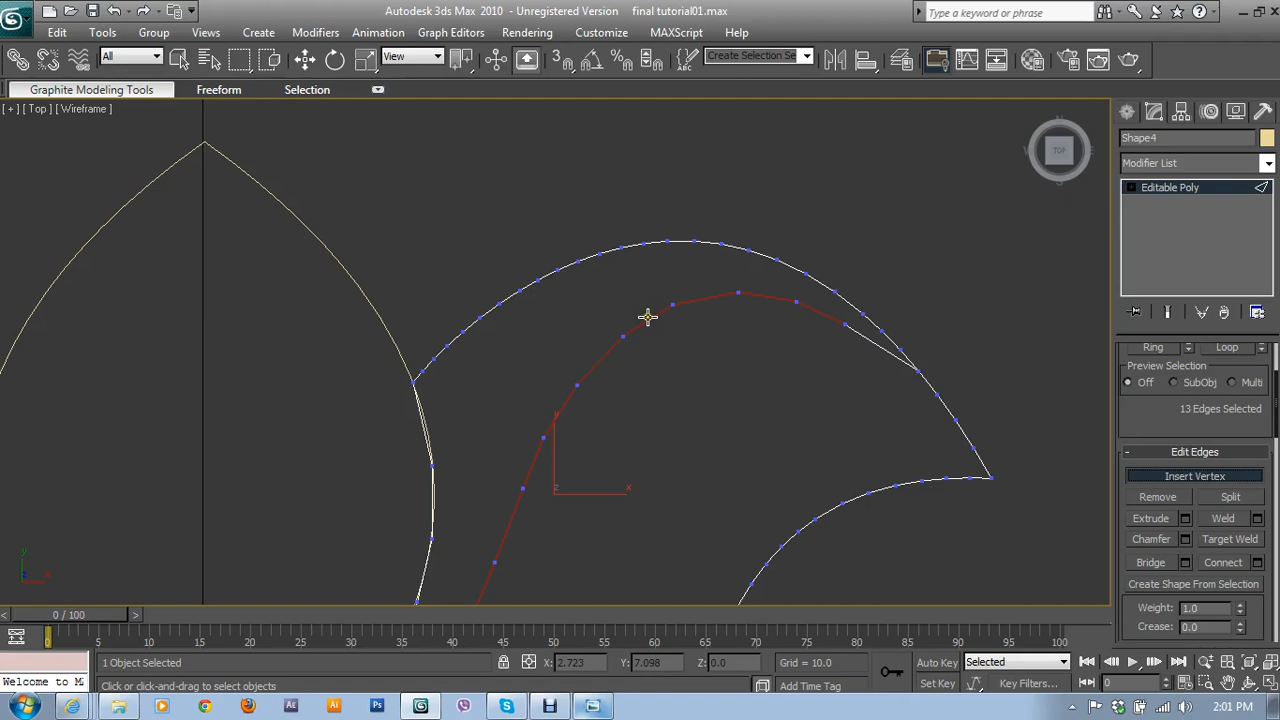 Autodesk 3ds Max 2010 - Unregistered Version final tutorial01.max
Type a keyword or phrase
Edit Tools Group Views Create Modifiers Animation Graph Editors Rendering Customize MAXScript Help
All View Create Selection Se
Graphite Modeling Tools Freeform Selection
[ + ] [ Top ] [ Wireframe ]
TOP
Shape4
Modifier List
Editable Poly
Ring Loop
Preview Selection
Off SubObj Multi
13 Edges Selected
Edit Edges
Insert Vertex
Remove Split
Extrude Weld
Chamfer Target Weld
Bridge Connect
Create Shape From Selection
Weight: 1.0
Crease: 0.0
y
x
z
y
x
0 / 100
0 5 10 15 20 25 30 35 40 45 50 55 60 65 70 75 80 85 90 95 100
1 Object Selected X: 2.723 Y: 7.098 Z: 0.0 Grid = 10.0 Auto Key Selected
Welcome to M Click or click-and-drag to select objects Add Time Tag Set Key Key Filters... 0
2:01 PM